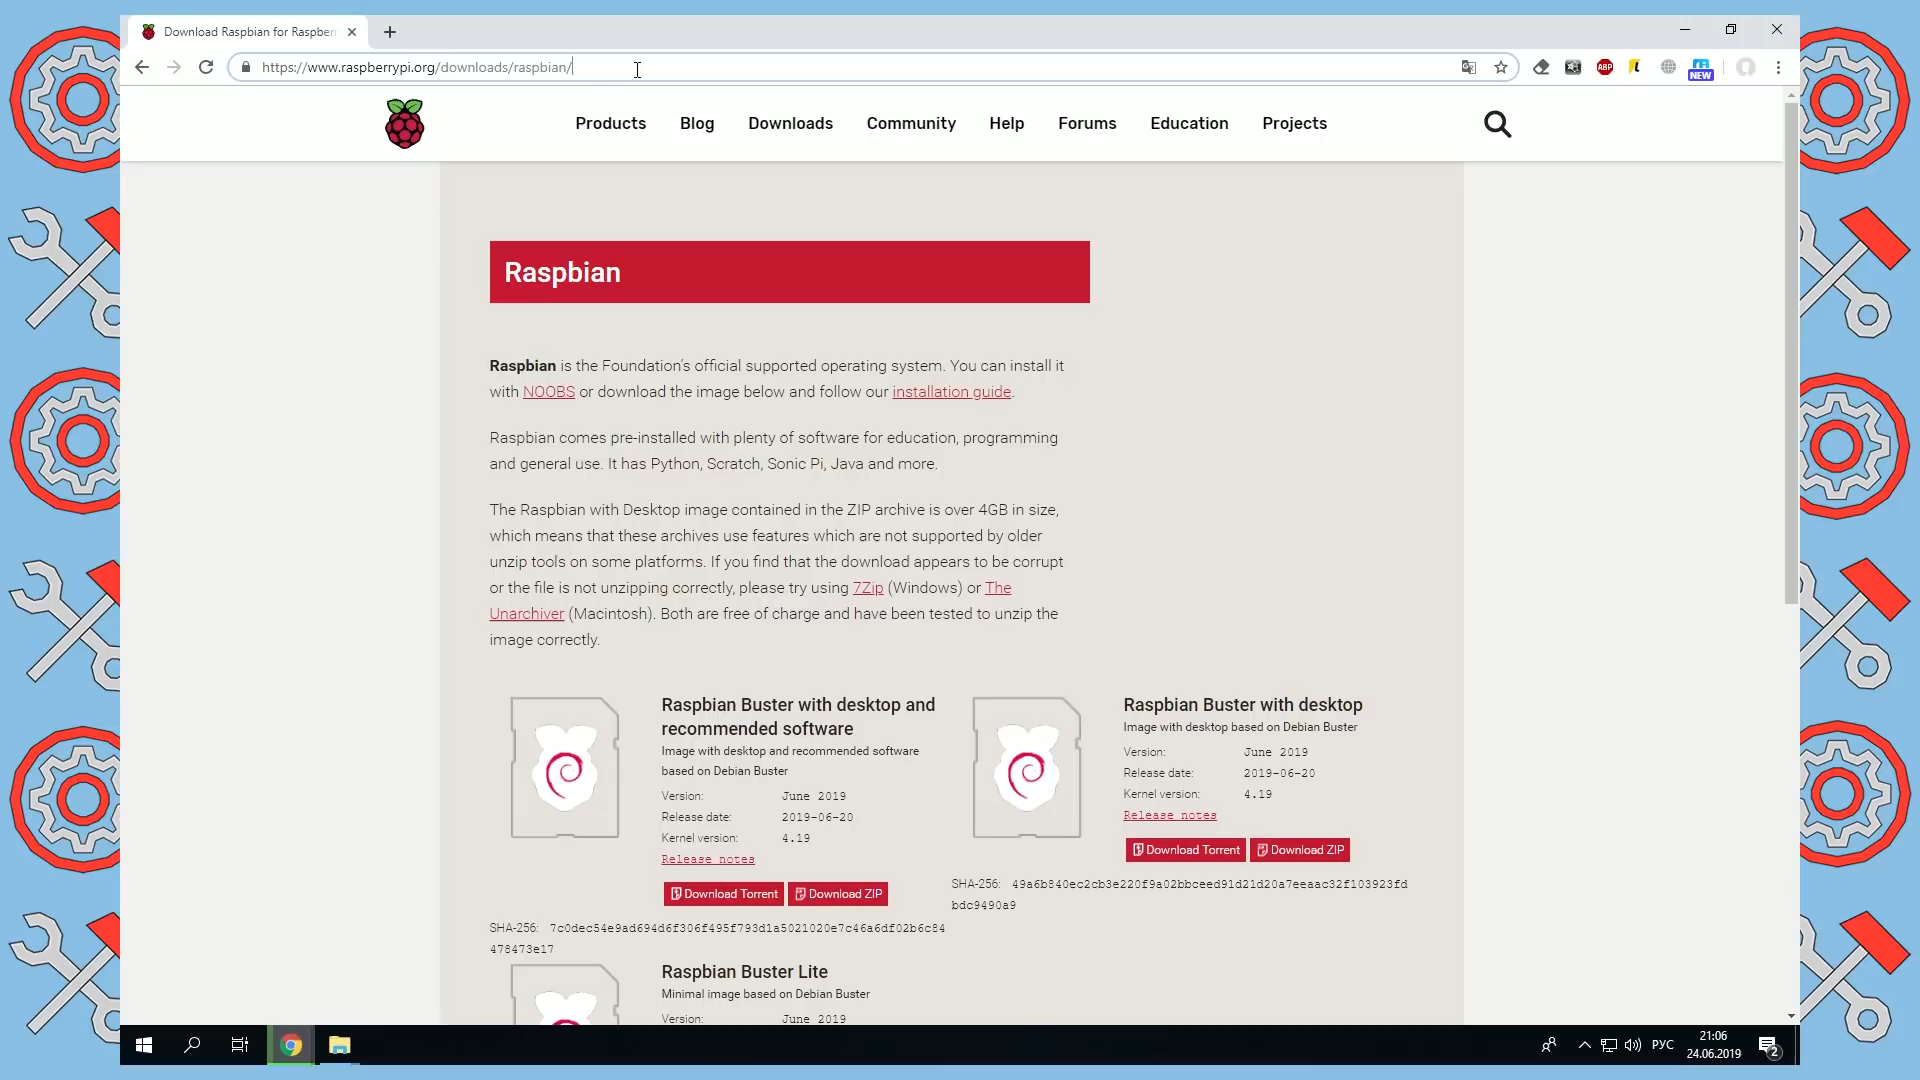 Download Raspbian for Raspber
https://www.raspberrypi.org/downloads/raspbian/
ABP
NEW
Products Blog Downloads Community Help Forums Education Projects
Raspbian
Raspbian is the Foundation's official supported operating system. You can install it
with NOOBS or download the image below and follow our installation guide.
Raspbian comes pre-installed with plenty of software for education, programming
and general use. It has Python, Scratch, Sonic Pi, Java and more.
The Raspbian with Desktop image contained in the ZIP archive is over 4GB in size,
which means that these archives use features which are not supported by older
unzip tools on some platforms. If you find that the download appears to be corrupt
or the file is not unzipping correctly, please try using 7Zip (Windows) or The
Unarchiver (Macintosh). Both are free of charge and have been tested to unzip the
image correctly.
Raspbian Buster with desktop and
recommended software
Image with desktop and recommended software
based on Debian Buster
Version: June 2019
Release date: 2019-06-20
Kernel version: 4.19
Release notes
Download Torrent Download ZIP
SHA-256: 7c0dec54e9ad694d6f306f495f793d1a5021020e7c46a6df02b6c84
478473e17
Raspbian Buster with desktop
Image with desktop based on Debian Buster
Version: June 2019
Release date: 2019-06-20
Kernel version: 4.19
Release notes
Download Torrent Download ZIP
SHA-256: 49a6b840ec2cb3e220f9a02bbceed91d21d20a7eeaac32f103923fd
bdc9490a9
Raspbian Buster Lite
Minimal image based on Debian Buster
Version: June 2019
РУС
21:06
24.06.2019
2